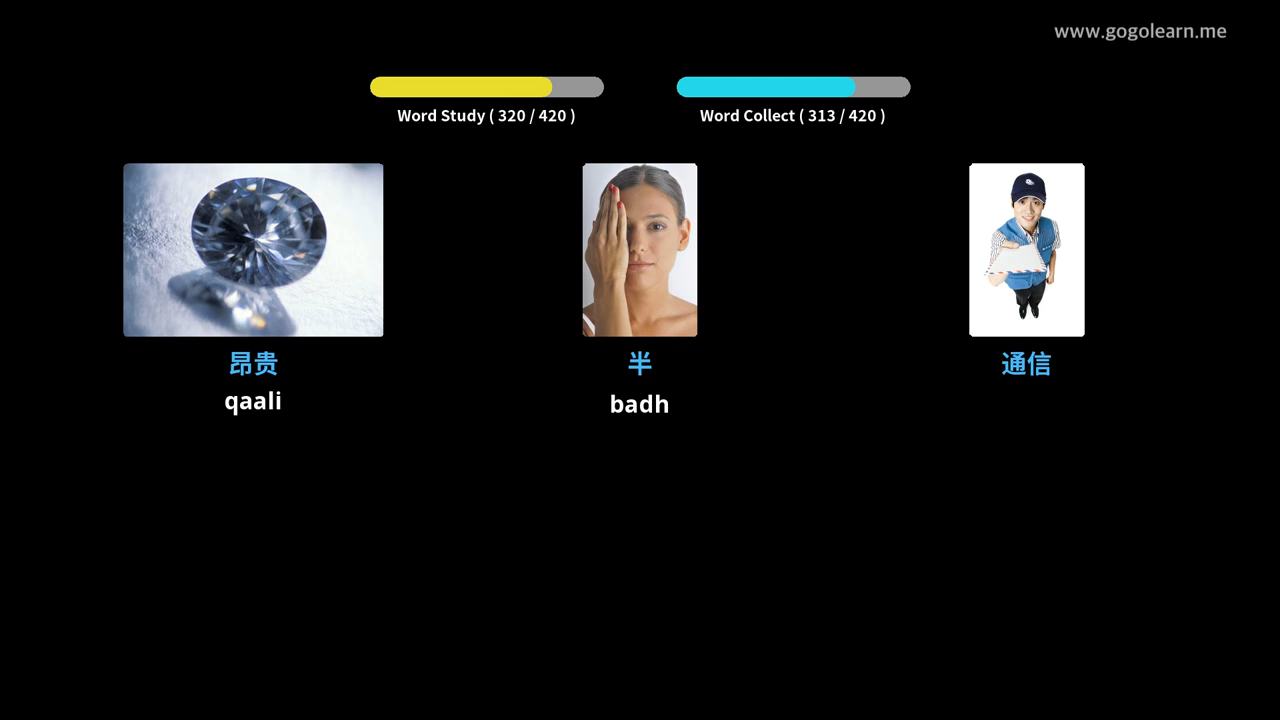 www.gogolearn.me
Word Study ( 320 / 420 )
Word Collect ( 313 / 420 )
昂贵
半
通信
qaali
badh